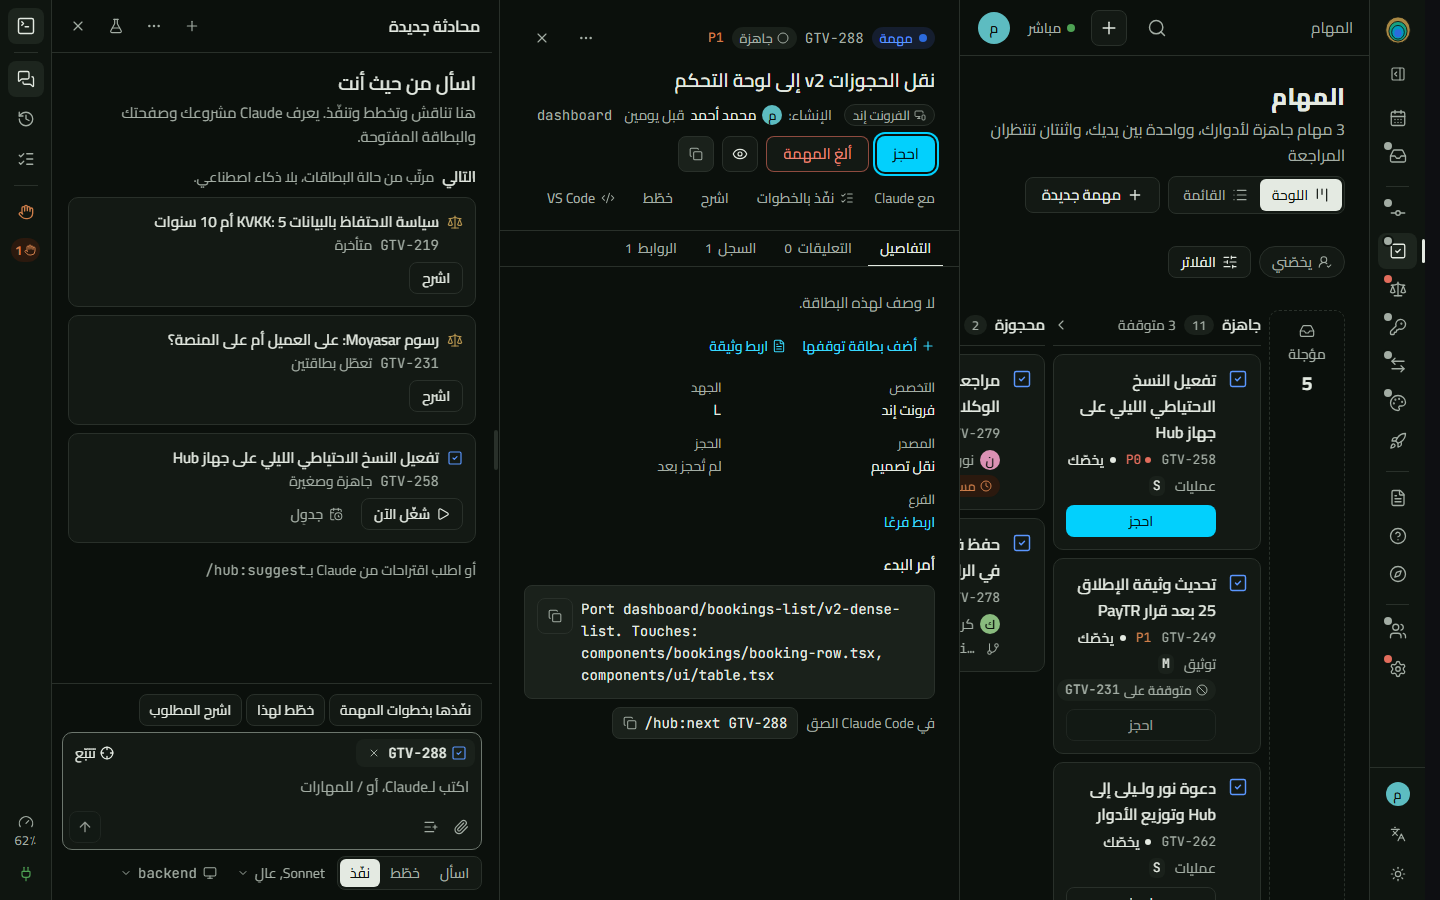 المهام
مباشر
م
المهام
3 مهام جاهزة لأدوارك، وواحدة بين يديك، واثنتان تنتظران
المراجعة
اللوحة
القائمة
+ مهمة جديدة
يخصّني
الفلاتر
مؤجلة
5
جاهزة 11 3 متوقفة
تفعيل النسخ
الاحتياطي الليلي على
جهاز Hub
GTV-258 P0 يخصّك
عمليات S
احجز
تحديث وثيقة الإطلاق
25 بعد قرار PayTR
GTV-249 P1 يخصّك
توثيق M
متوقفة على GTV-231
احجز
دعوة نور وليلى إلى
Hub وتوزيع الأدوار
GTV-262 يخصّك
عمليات S
محجوزة 2
الوكلا
ن نور
في الرا
ك
م
مهمة GTV-288 جاهزة P1
نقل الحجوزات v2 إلى لوحة التحكم
الفرونت إند الإنشاء: م محمد أحمد قبل يومين dashboard
احجز
ألغِ المهمة
مع Claude نفّذ بالخطوات اشرح خطّط VS Code
التفاصيل التعليقات 0 السجل 1 الروابط 1
لا وصف لهذه البطاقة.
+ أضف بطاقة توقفها اربط وثيقة
التخصص الجهد
فرونت إند L
المصدر الحجز
نقل تصميم لم تُحجز بعد
الفرع
اربط فرعًا
أمر البدء
Port dashboard/bookings-list/v2-dense-
list. Touches:
components/bookings/booking-row.tsx,
components/ui/table.tsx
في Claude Code الصق /hub:next GTV-288
محادثة جديدة
اسأل من حيث أنت
هنا تناقش وتخطط وتنفّذ. يعرف Claude مشروعك وصفحتك
والبطاقة المفتوحة.
التالي مرتّب من حالة البطاقات، بلا ذكاء اصطناعي.
سياسة الاحتفاظ بالبيانات KVKK: 5 أم 10 سنوات
GTV-219 متأخرة
اشرح
رسوم Moyasar: على العميل أم على المنصة؟
GTV-231 تعطّل بطاقتين
اشرح
تفعيل النسخ الاحتياطي الليلي على جهاز Hub
GTV-258 جاهزة وصغيرة
شغّل الآن
جدول
أو اطلب اقتراحات من Claude بـ/hub:suggest
نفّذها بخطوات المهمة
خطّط لهذا
اشرح المطلوب
GTV-288 ×
تتبّع
اكتب لـClaude، أو / للمهارات
اسأل
خطّط
نفّذ
Sonnet, عالٍ
backend
1
62٪